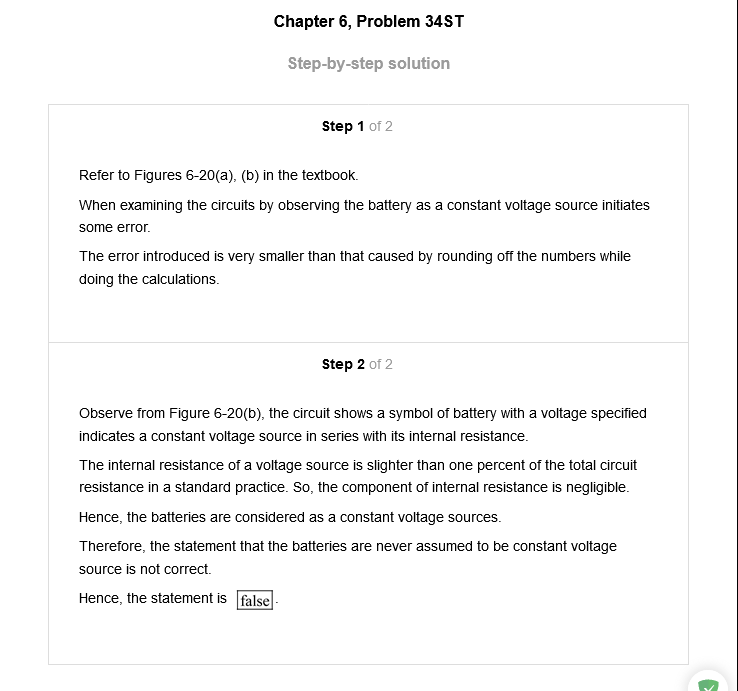 Chapter 6, Problem 34ST
Step-by-step solution
Step 1 of 2
Refer to Figures 6-20(a), (b) in the textbook.
When examining the circuits by observing the battery as a constant voltage source initiates
some error.
The error introduced is very smaller than that caused by rounding off the numbers while
doing the calculations.
Step 2 of 2
Observe from Figure 6-20(b), the circuit shows a symbol of battery with a voltage specified
indicates a constant voltage source in series with its internal resistance.
The internal resistance of a voltage source is slighter than one percent of the total circuit
resistance in a standard practice. So, the component of internal resistance is negligible.
Hence, the batteries are considered as a constant voltage sources.
Therefore, the statement that the batteries are never assumed to be constant voltage
source is not correct.
Hence, the statement is false.